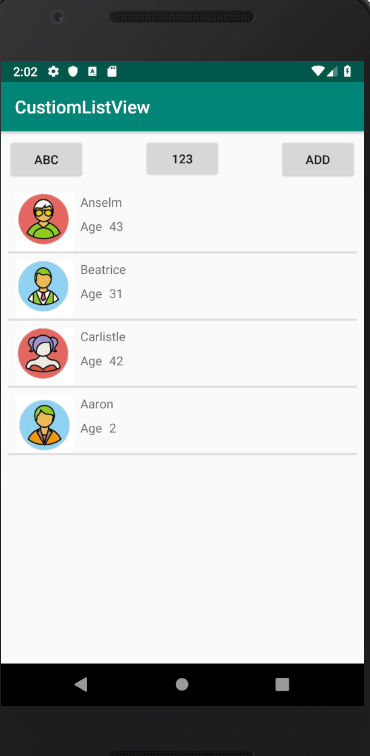 2:02
CustiomListView
ABC 123 ADD
Anselm
Age 43
Beatrice
Age 31
Carlistle
Age 42
Aaron
Age 2